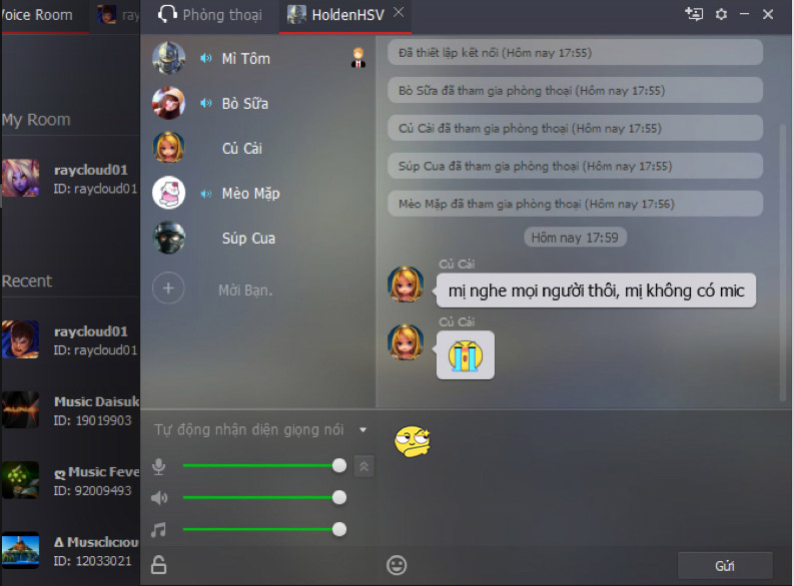 Voice Room
ray
Phòng thoại
HoldenHSV
My Room
raycloud01
ID: raycloud01
Recent
raycloud01
ID: raycloud01
Music Daisuk
ID: 19019903
ღ Music Feve
ID: 92009493
Δ Musιcℓιcιou
ID: 12033021
Mì Tôm
Bò Sữa
Củ Cải
Mèo Mặp
Súp Cua
Mời Bạn.
Đã thiết lập kết nối (Hôm nay 17:55)
Bò Sữa đã tham gia phòng thoại (Hôm nay 17:55)
Củ Cải đã tham gia phòng thoại (Hôm nay 17:55)
Súp Cua đã tham gia phòng thoại (Hôm nay 17:55)
Mèo Mặp đã tham gia phòng thoại (Hôm nay 17:56)
Hôm nay 17:59
Củ Cải
mị nghe mọi người thôi, mị không có mic
Củ Cải
Tự động nhận diện giọng nói
Gửi